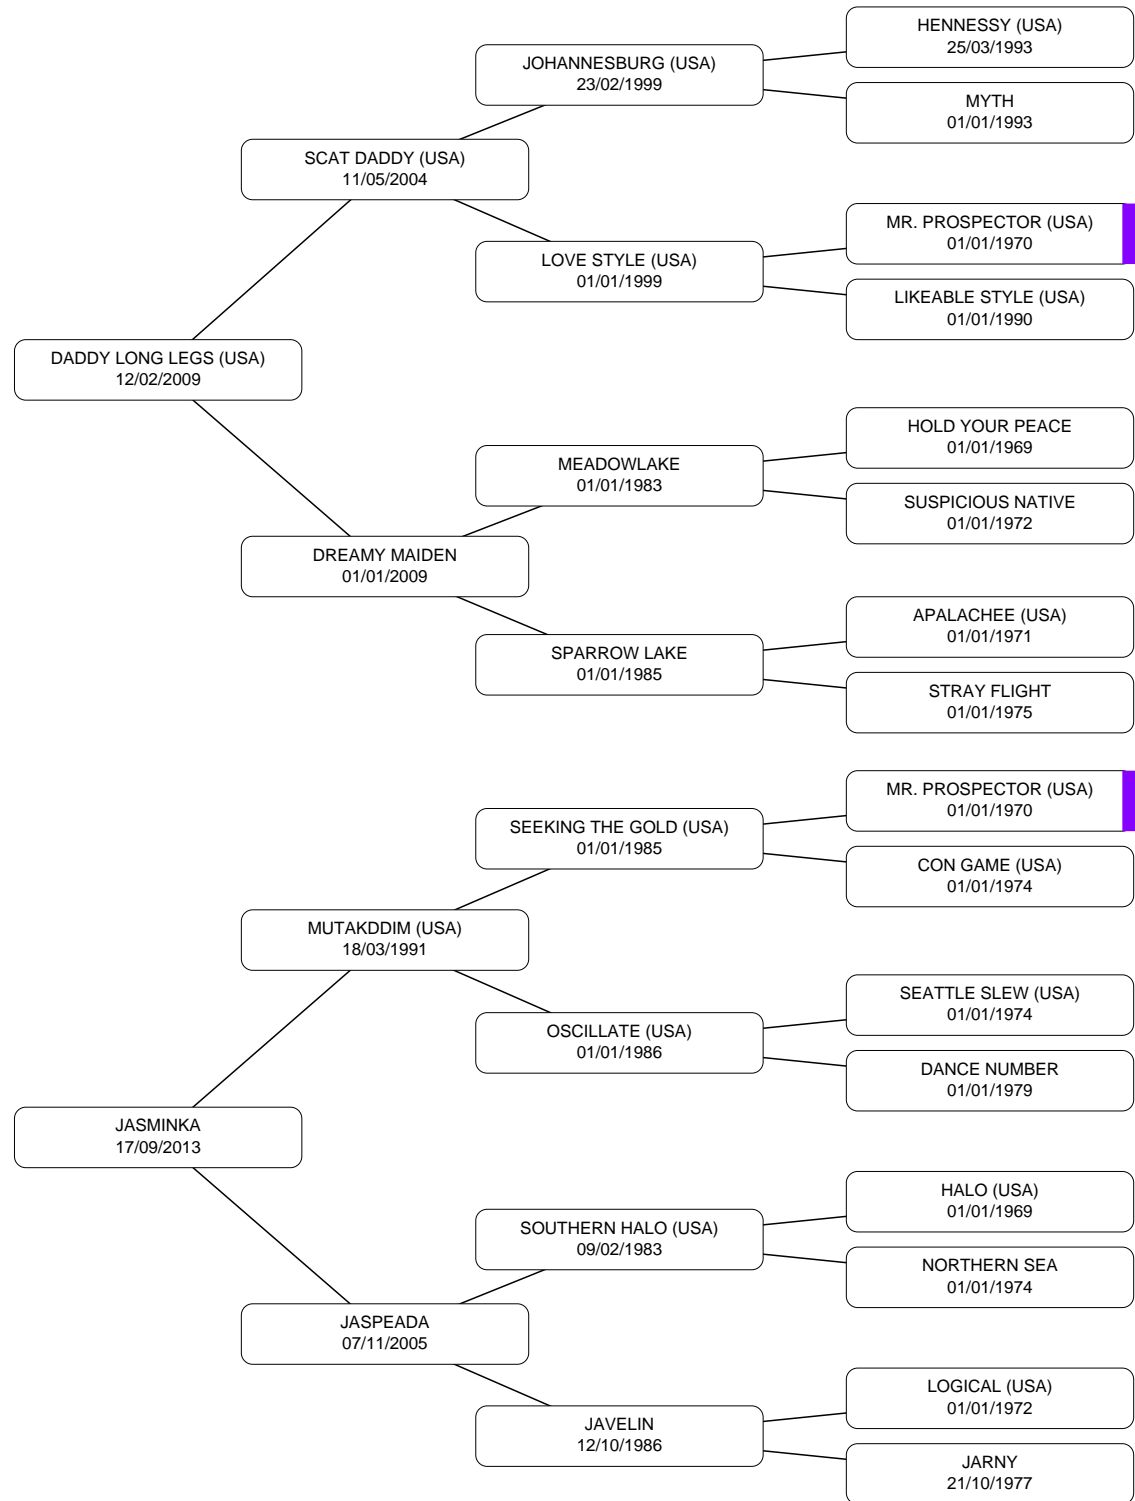 HENNESSY (USA)
25/03/1993
JOHANNESBURG (USA)
23/02/1999
MYTH
01/01/1993
SCAT DADDY (USA)
11/05/2004
MR. PROSPECTOR (USA)
01/01/1970
LOVE STYLE (USA)
01/01/1999
LIKEABLE STYLE (USA)
01/01/1990
DADDY LONG LEGS (USA)
12/02/2009
HOLD YOUR PEACE
01/01/1969
MEADOWLAKE
01/01/1983
SUSPICIOUS NATIVE
01/01/1972
DREAMY MAIDEN
01/01/2009
APALACHEE (USA)
01/01/1971
SPARROW LAKE
01/01/1985
STRAY FLIGHT
01/01/1975
MR. PROSPECTOR (USA)
01/01/1970
SEEKING THE GOLD (USA)
01/01/1985
CON GAME (USA)
01/01/1974
MUTAKDDIM (USA)
18/03/1991
SEATTLE SLEW (USA)
01/01/1974
OSCILLATE (USA)
01/01/1986
DANCE NUMBER
01/01/1979
JASMINKA
17/09/2013
HALO (USA)
01/01/1969
SOUTHERN HALO (USA)
09/02/1983
NORTHERN SEA
01/01/1974
JASPEADA
07/11/2005
LOGICAL (USA)
01/01/1972
JAVELIN
12/10/1986
JARNY
21/10/1977